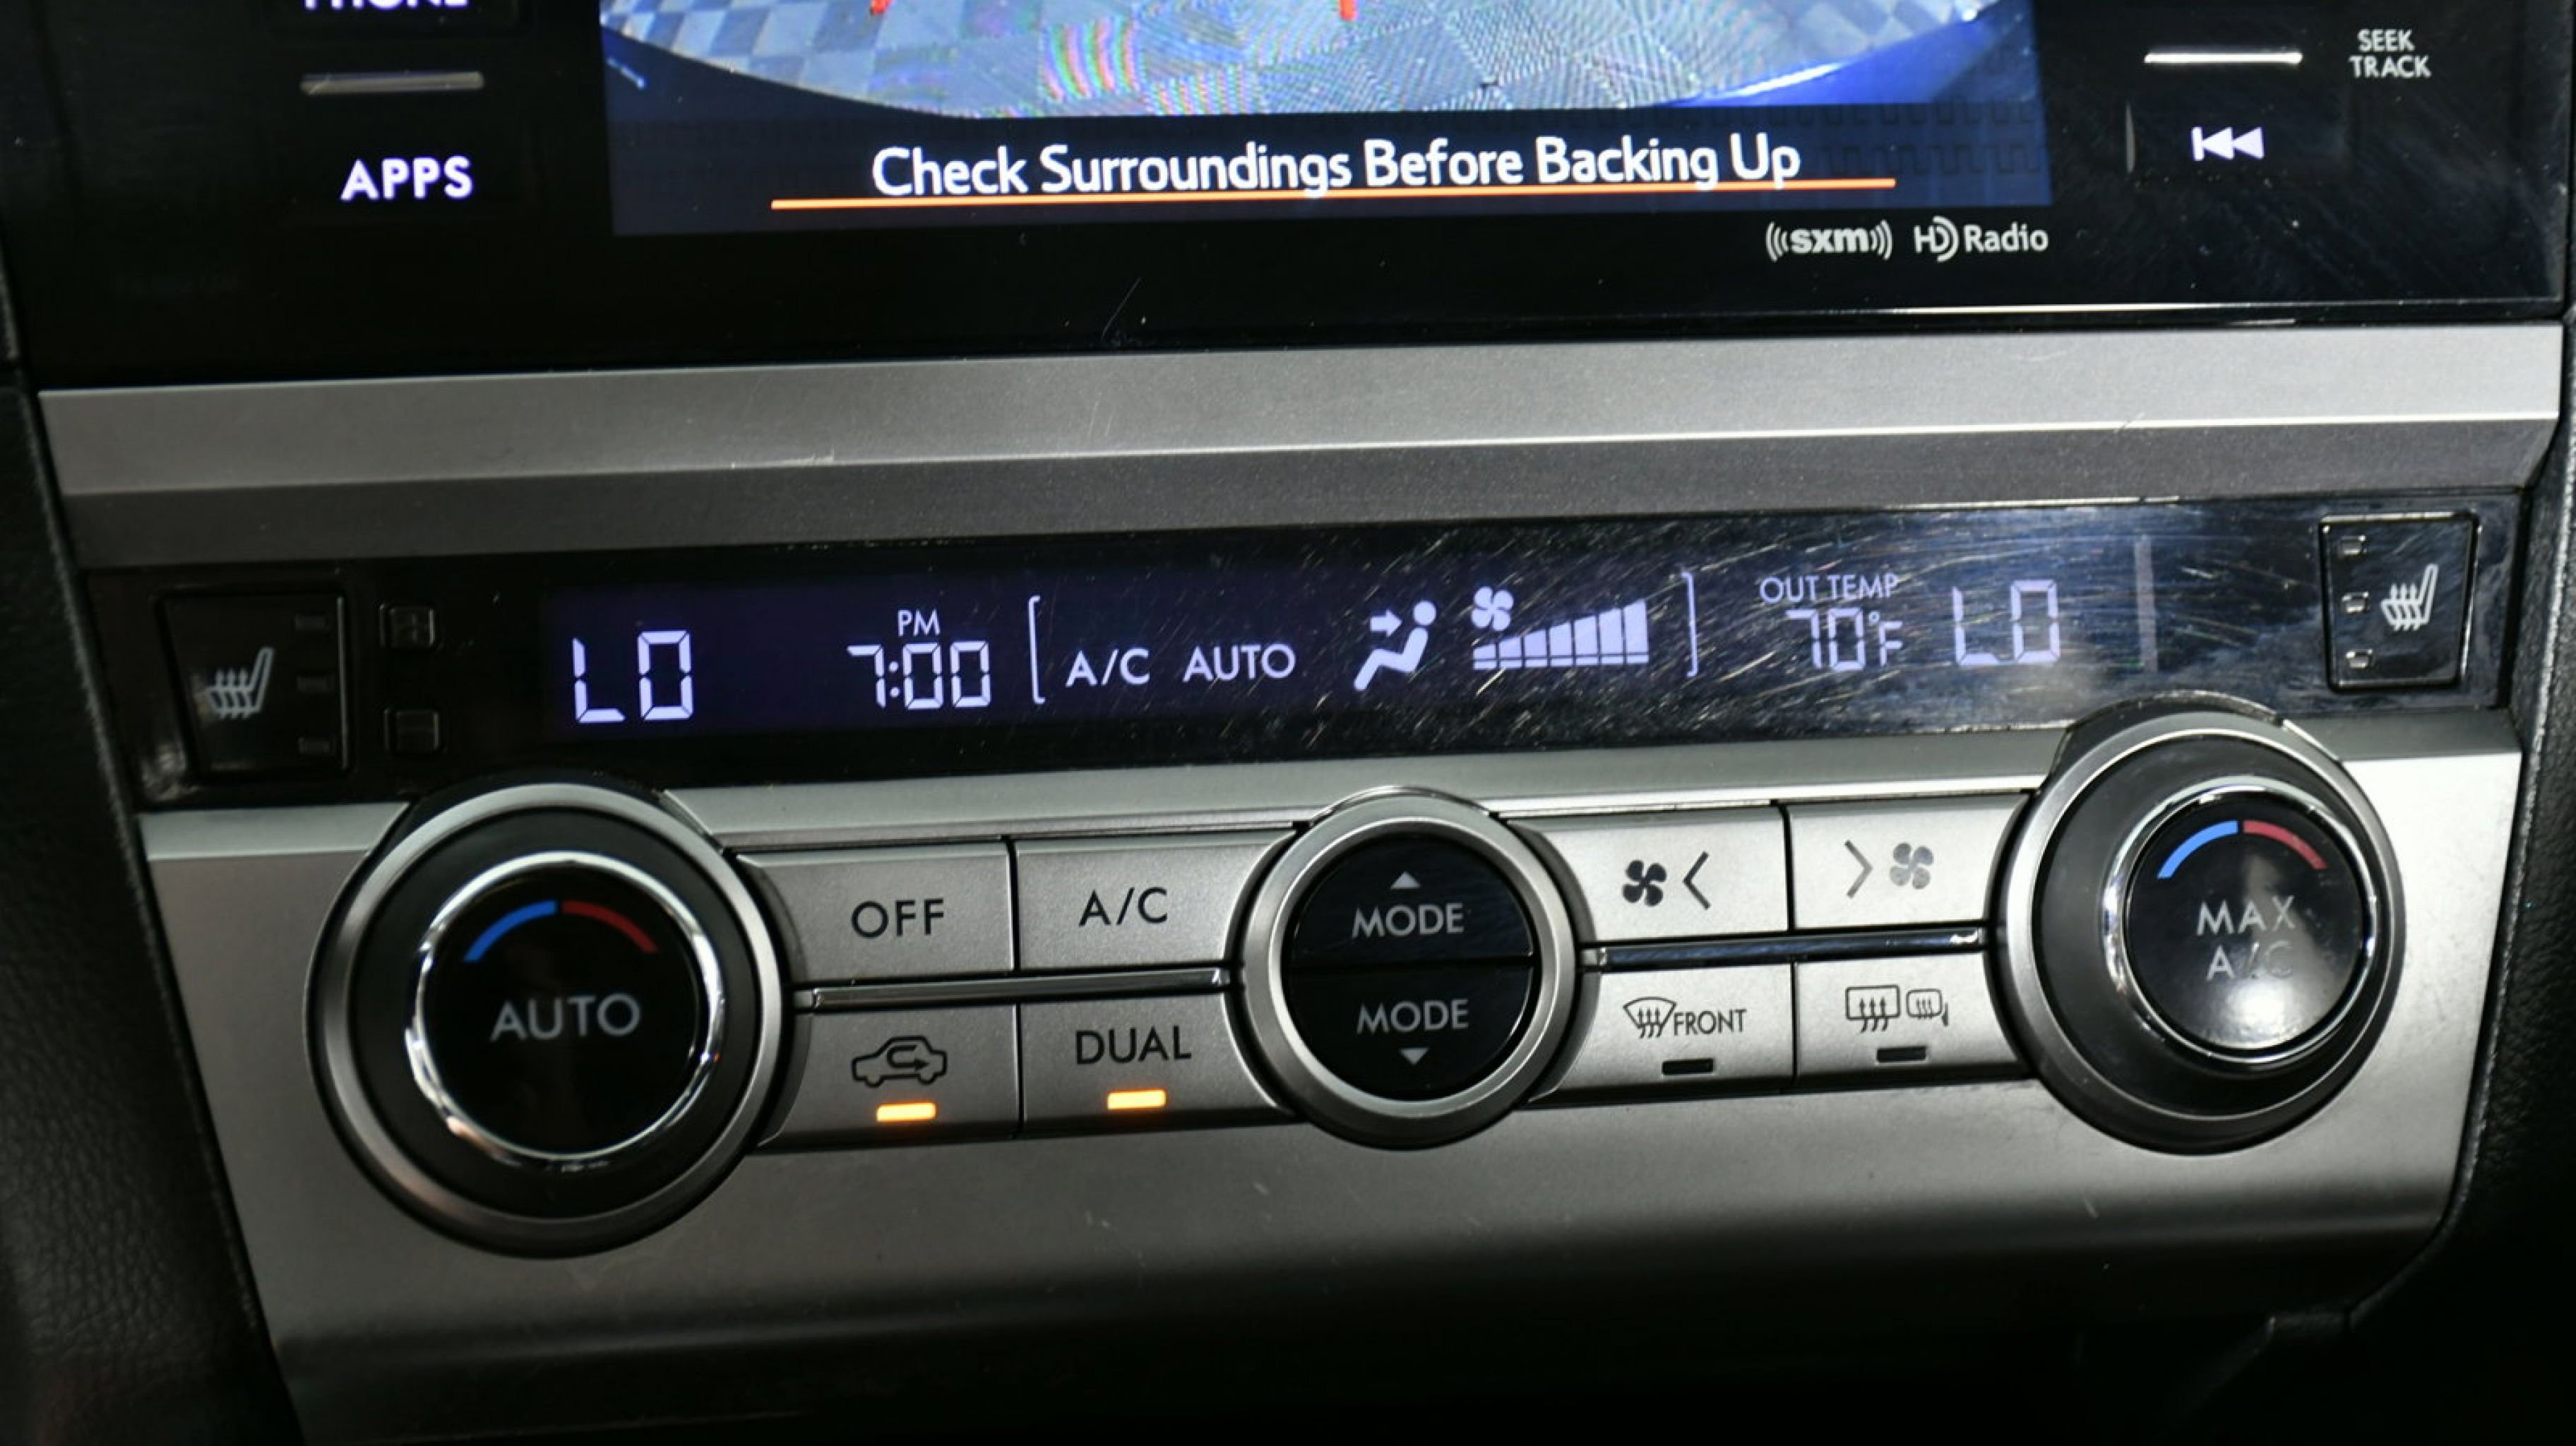 PHONE
APPS
SEEK
TRACK
Check Surroundings Before Backing Up
sxm HD Radio
LO
PM
7:00
A/C AUTO
OUT TEMP
70°F
LO
AUTO
OFF
A/C
DUAL
MODE
MODE
FRONT
MAX
A/C